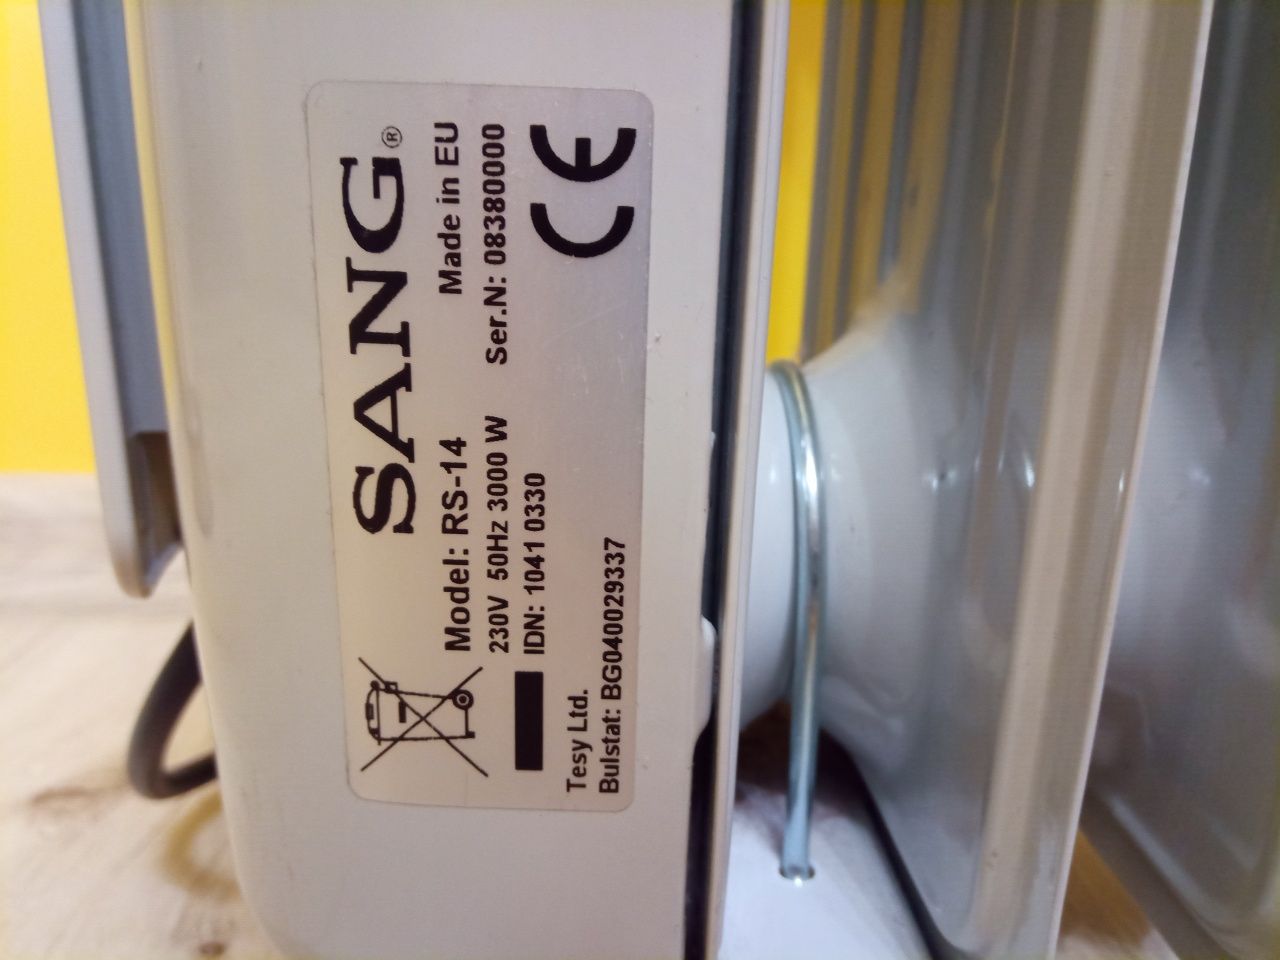 SANG®
Model: RS-14 Made in EU
230V 50Hz 3000 W Ser.N: 08380000
IDN: 1041 0330
CE
Tesy Ltd.
Bulstat: BG040029337